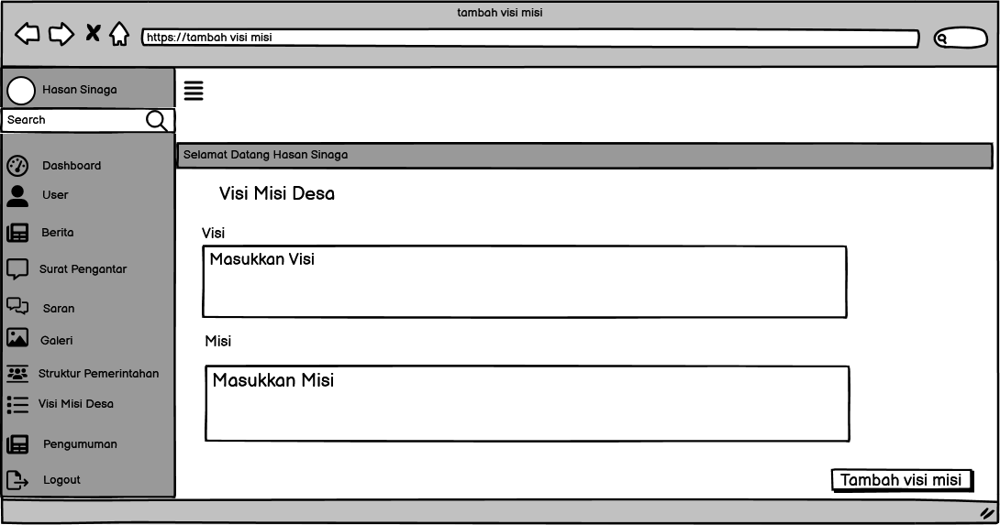 tambah visi misi
https://tambah visi misi
Hasan Sinaga
Search
Selamat Datang Hasan Sinaga
Dashboard
User
Berita
Surat Pengantar
Saran
Galeri
Struktur Pemerintahan
Visi Misi Desa
Pengumuman
Logout
Visi Misi Desa
Visi
Masukkan Visi
Misi
Masukkan Misi
Tambah visi misi